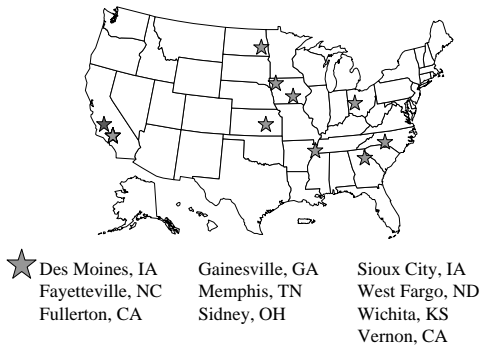 Des Moines, IA
Fayetteville, NC
Fullerton, CA
Gainesville, GA
Memphis, TN
Sidney, OH
Sioux City, IA
West Fargo, ND
Wichita, KS
Vernon, CA